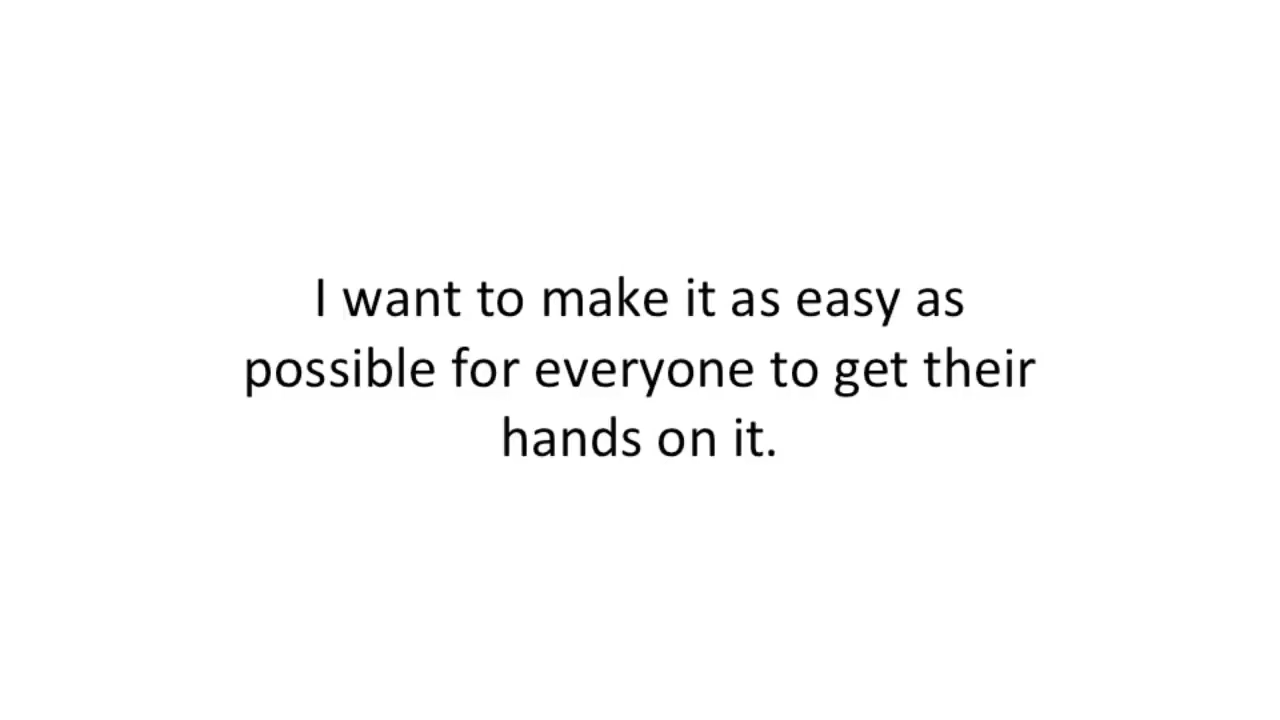 I want to make it as easy as
possible for everyone to get their
hands on it.